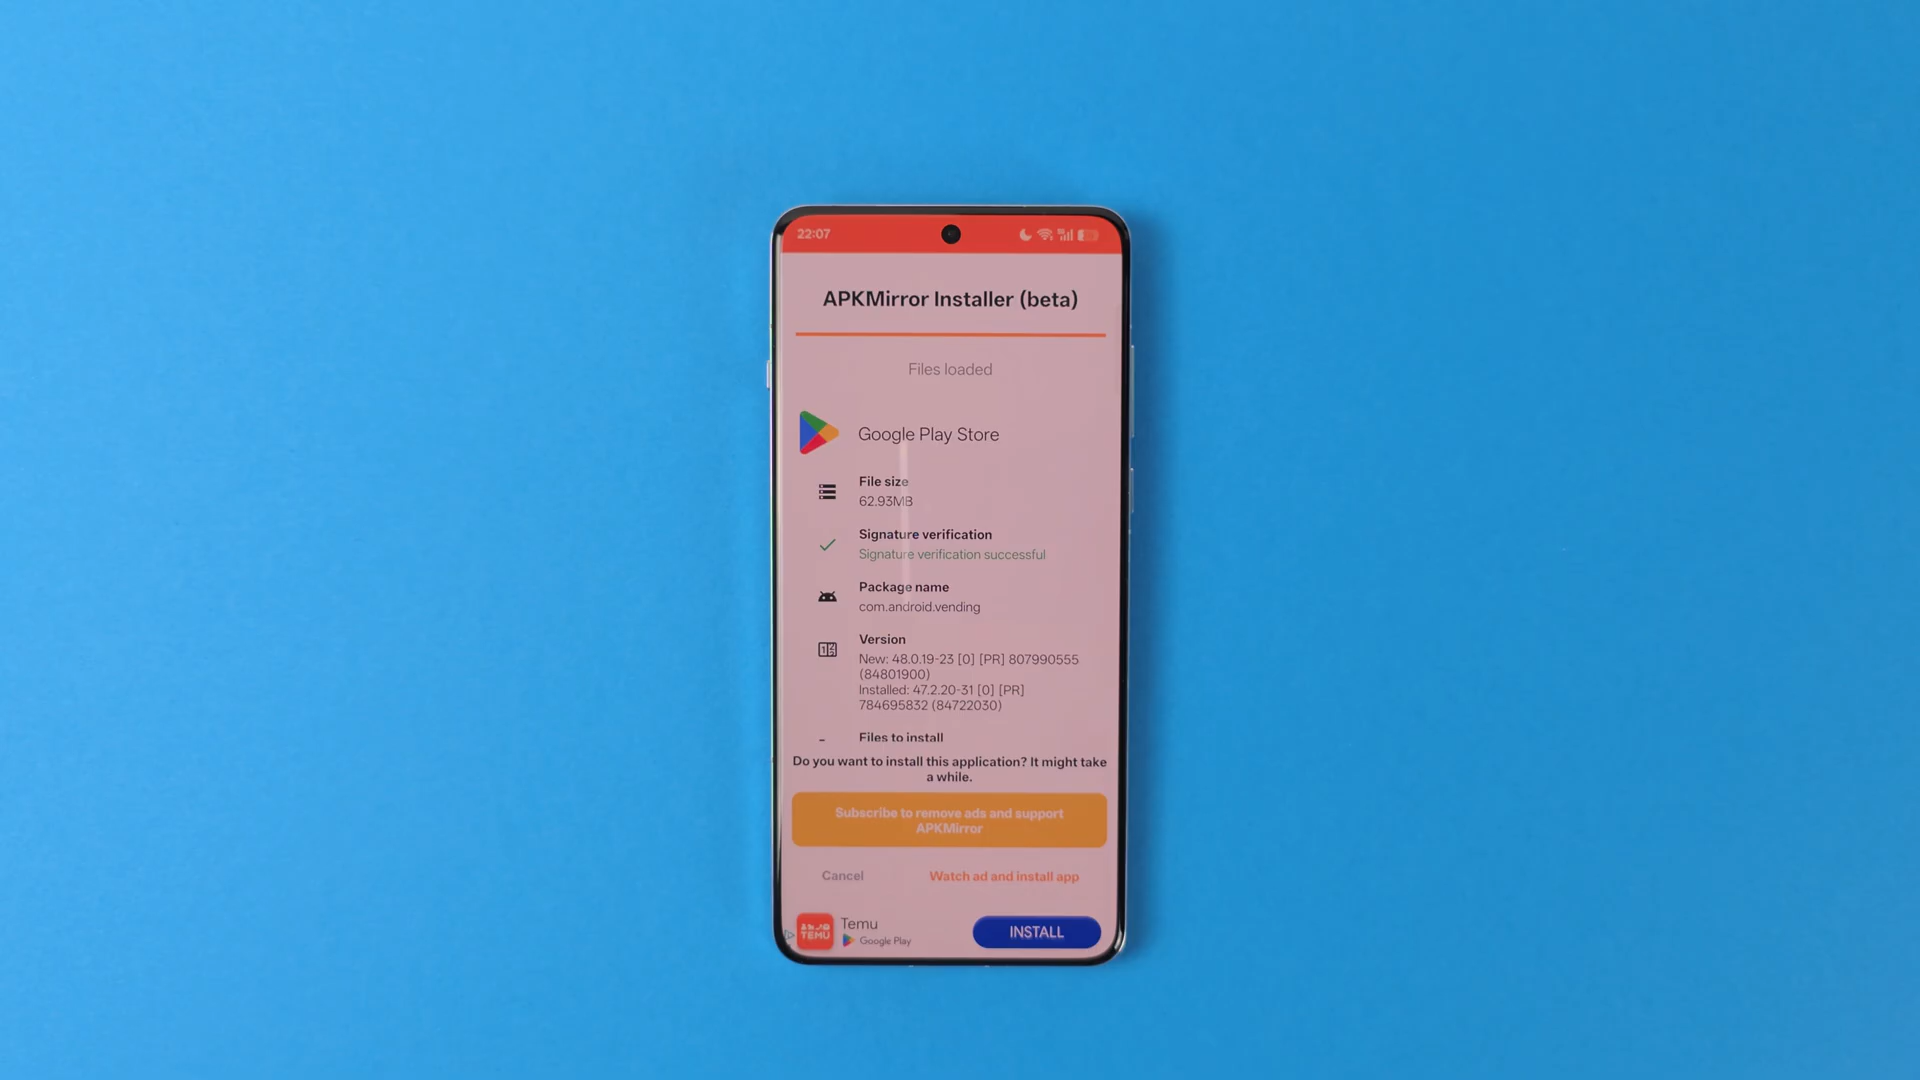 22:07
APKMirror Installer (beta)
Files loaded
Google Play Store
File size
62.93MB
Signature verification
Signature verification successful
Package name
com.android.vending
Version
New: 48.0.19-23 [0] [PR] 807990555
(84801900)
Installed: 47.2.20-31 [0] [PR]
784695832 (84722030)
Files to install
Do you want to install this application? It might take
a while.
Subscribe to remove ads and support
APKMirror
Cancel
Watch ad and install app
TEMU
Temu
Google Play
INSTALL